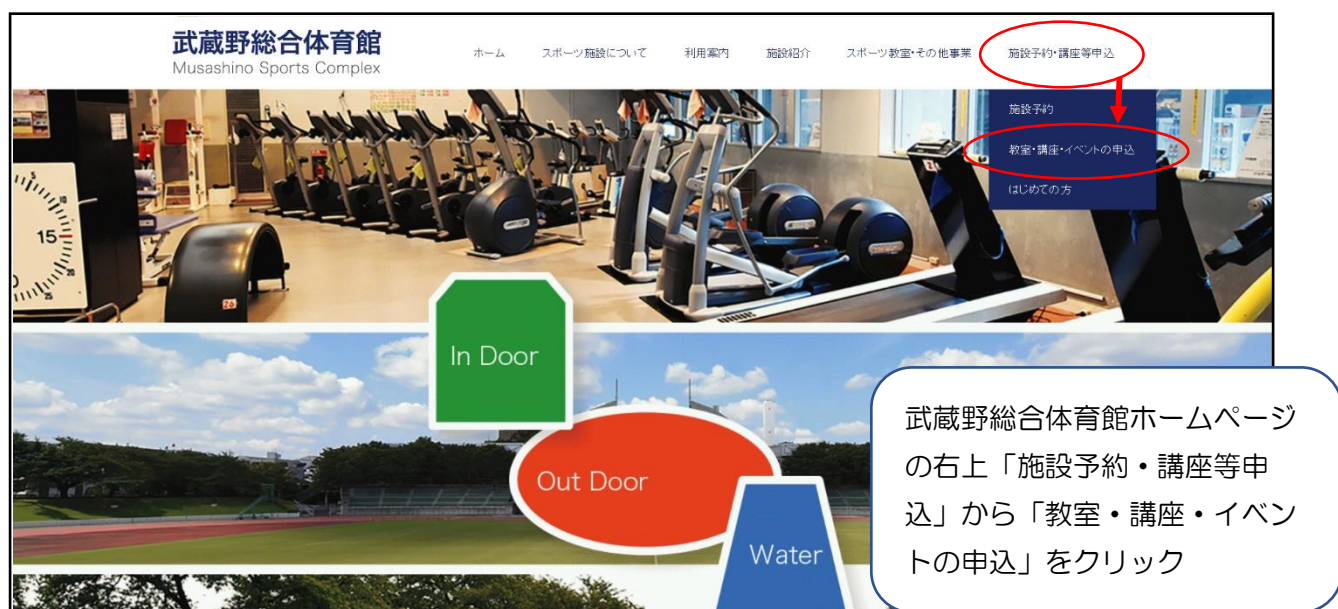 武蔵野総合体育館
Musashino Sports Complex
ホーム
スポーツ施設について
利用案内
施設紹介
スポーツ教室・その他事業
施設予約・講座等申込
施設予約
教室・講座・イベントの申込
はじめての方
5
10
15
20
25
26
In Door
Out Door
Water
武蔵野総合体育館ホームページ
の右上「施設予約・講座等申
込」から「教室・講座・イベン
トの申込」をクリック